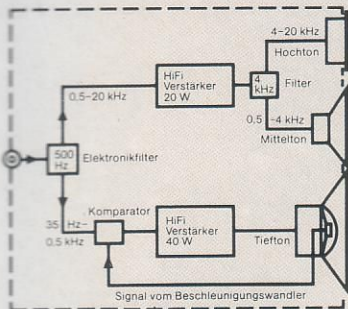 4–20 kHz
Hochton
HiFi
Verstärker
20 W
4
kHz
Filter
0,5–20 kHz
0,5 –4 kHz
Mittelton
500
Hz
Elektronikfilter
Komparator
35 Hz–
0.5 kHz
HiFi
Verstärker
40 W
Tiefton
Signal vom Beschleunigungswandler